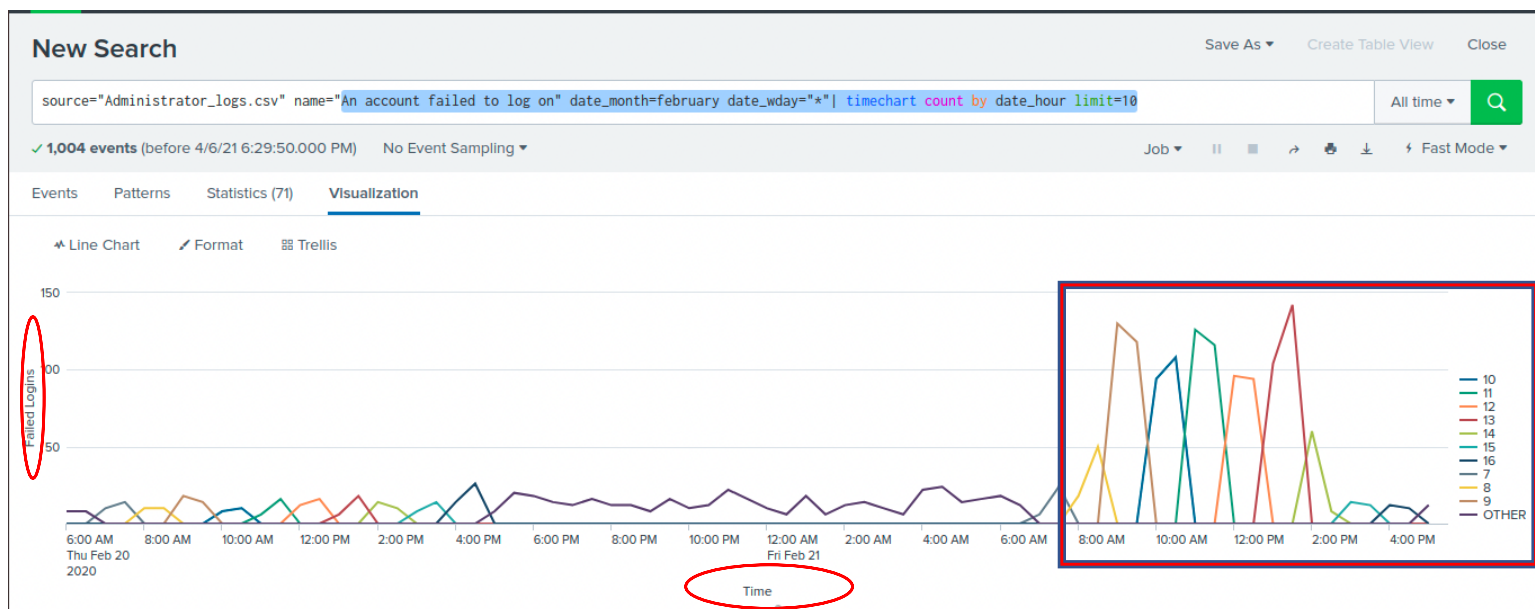 New Search
Save As Create Table View Close
source="Administrator_logs.csv" name="An account failed to log on" date_month=february date_wday="*"| timechart count by date_hour limit=10
All time
1,004 events (before 4/6/21 6:29:50.000 PM) No Event Sampling
Job Fast Mode
Events Patterns Statistics (71) Visualization
Line Chart Format Trellis
150
100
50
Failed Logins
10
11
12
13
14
15
16
7
8
9
OTHER
6:00 AM 8:00 AM 10:00 AM 12:00 PM 2:00 PM 4:00 PM 6:00 PM 8:00 PM 10:00 PM 12:00 AM 2:00 AM 4:00 AM 6:00 AM 8:00 AM 10:00 AM 12:00 PM 2:00 PM 4:00 PM
Thu Feb 20 Fri Feb 21
2020
Time